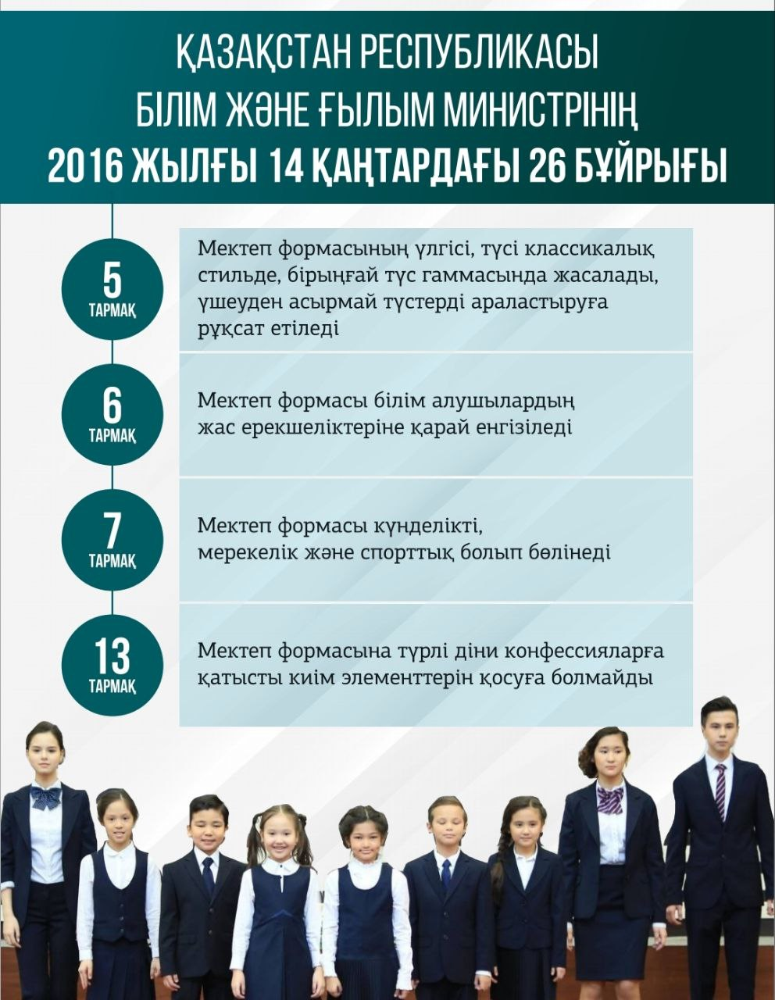 ҚАЗАҚСТАН РЕСПУБЛИКАСЫ
БІЛІМ ЖӘНЕ ҒЫЛЫМ МИНИСТРІНІҢ
2016 ЖЫЛҒЫ 14 ҚАҢТАРДАҒЫ 26 БҰЙРЫҒЫ
5
ТАРМАҚ
Мектеп формасының үлгісі, түсі классикалық
стильде, бірыңғай түс гаммасында жасалады,
үшеуден асырмай түстерді араластыруға
рұқсат етіледі
6
ТАРМАҚ
Мектеп формасы білім алушылардың
жас ерекшеліктеріне қарай енгізіледі
7
ТАРМАҚ
Мектеп формасы күнделікті,
мерекелік және спорттық болып бөлінеді
13
ТАРМАҚ
Мектеп формасына түрлі діни конфессияларға
қатысты киім элементтерін қосуға болмайды